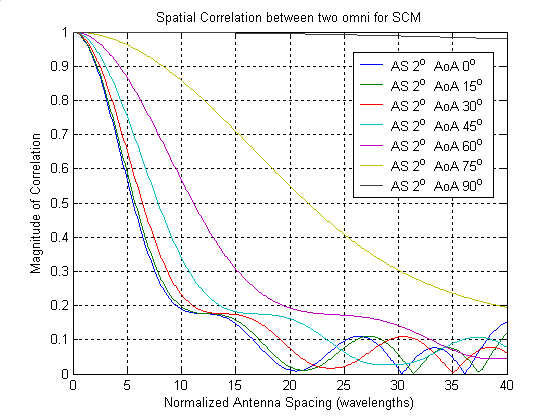 Spatial Correlation between two omni for SCM
Magnitude of Correlation
1
0.9
0.8
0.7
0.6
0.5
0.4
0.3
0.2
0.1
0
AS 2° AoA 0°
AS 2° AoA 15°
AS 2° AoA 30°
AS 2° AoA 45°
AS 2° AoA 60°
AS 2° AoA 75°
AS 2° AoA 90°
0 5 10 15 20 25 30 35 40
Normalized Antenna Spacing (wavelengths)